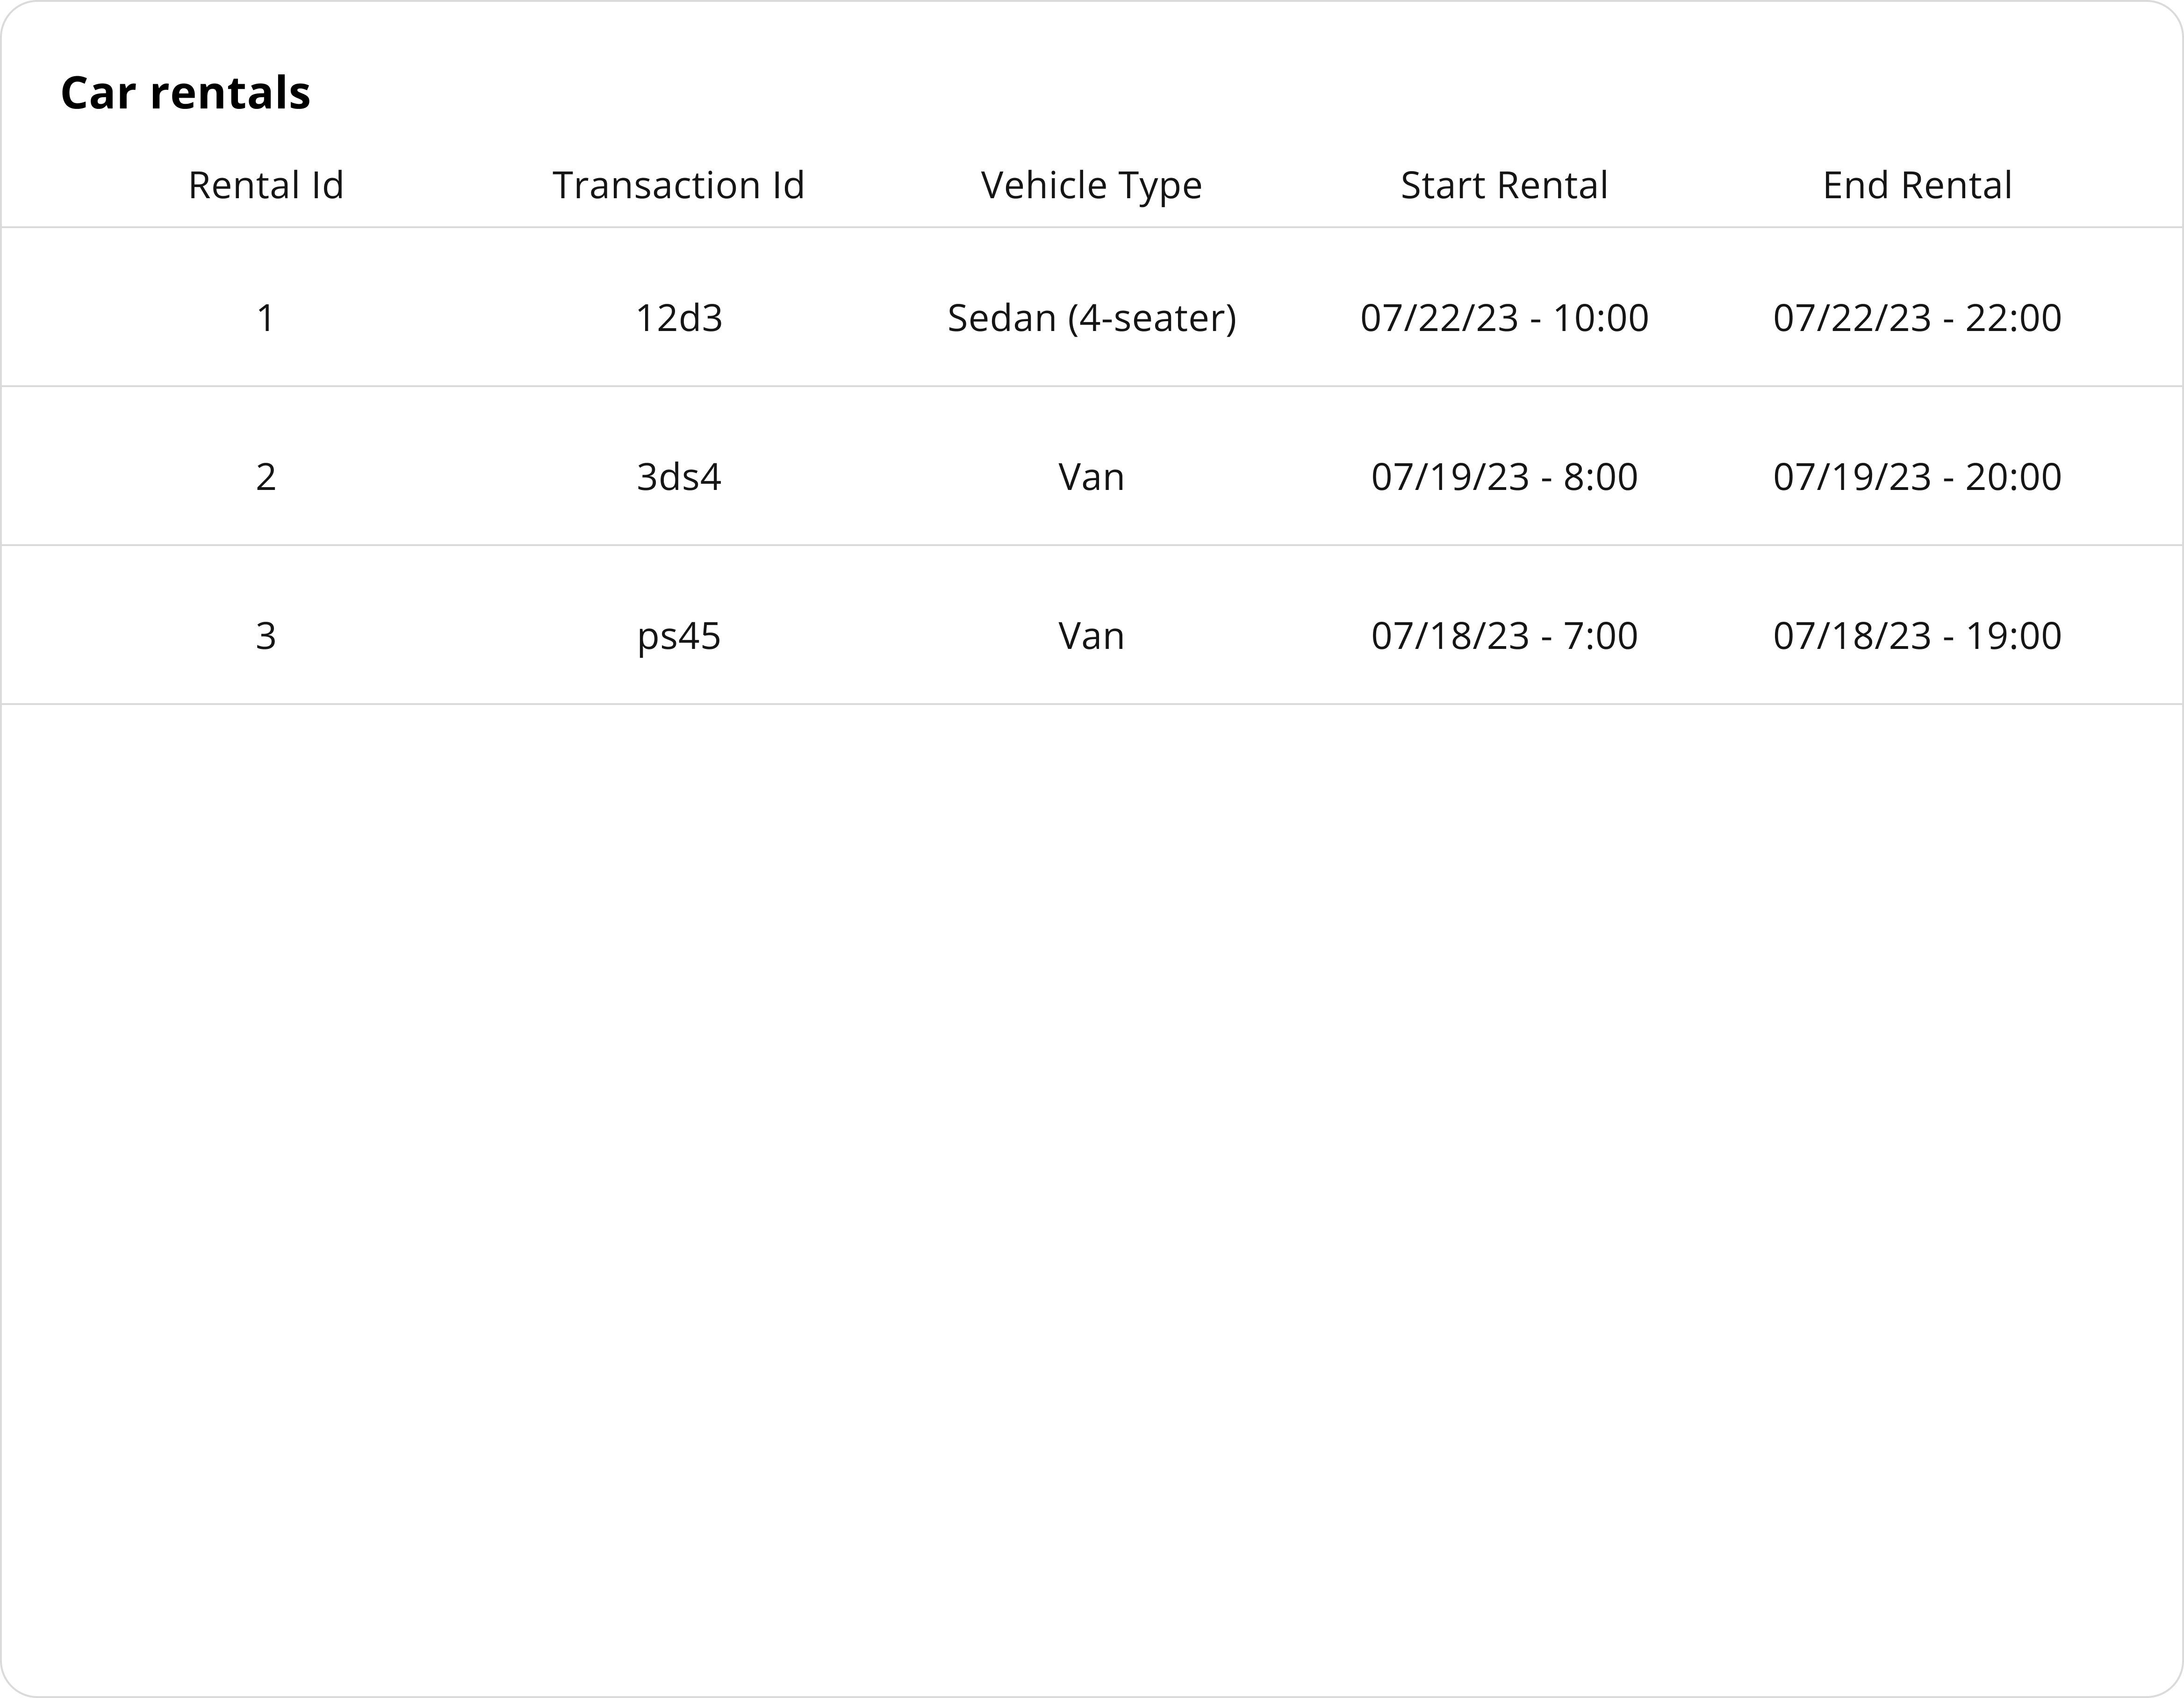 Car rentals
Rental Id Transaction Id Vehicle Type Start Rental End Rental
1 12d3 Sedan (4-seater) 07/22/23 - 10:00 07/22/23 - 22:00
2 3ds4 Van 07/19/23 - 8:00 07/19/23 - 20:00
3 ps45 Van 07/18/23 - 7:00 07/18/23 - 19:00